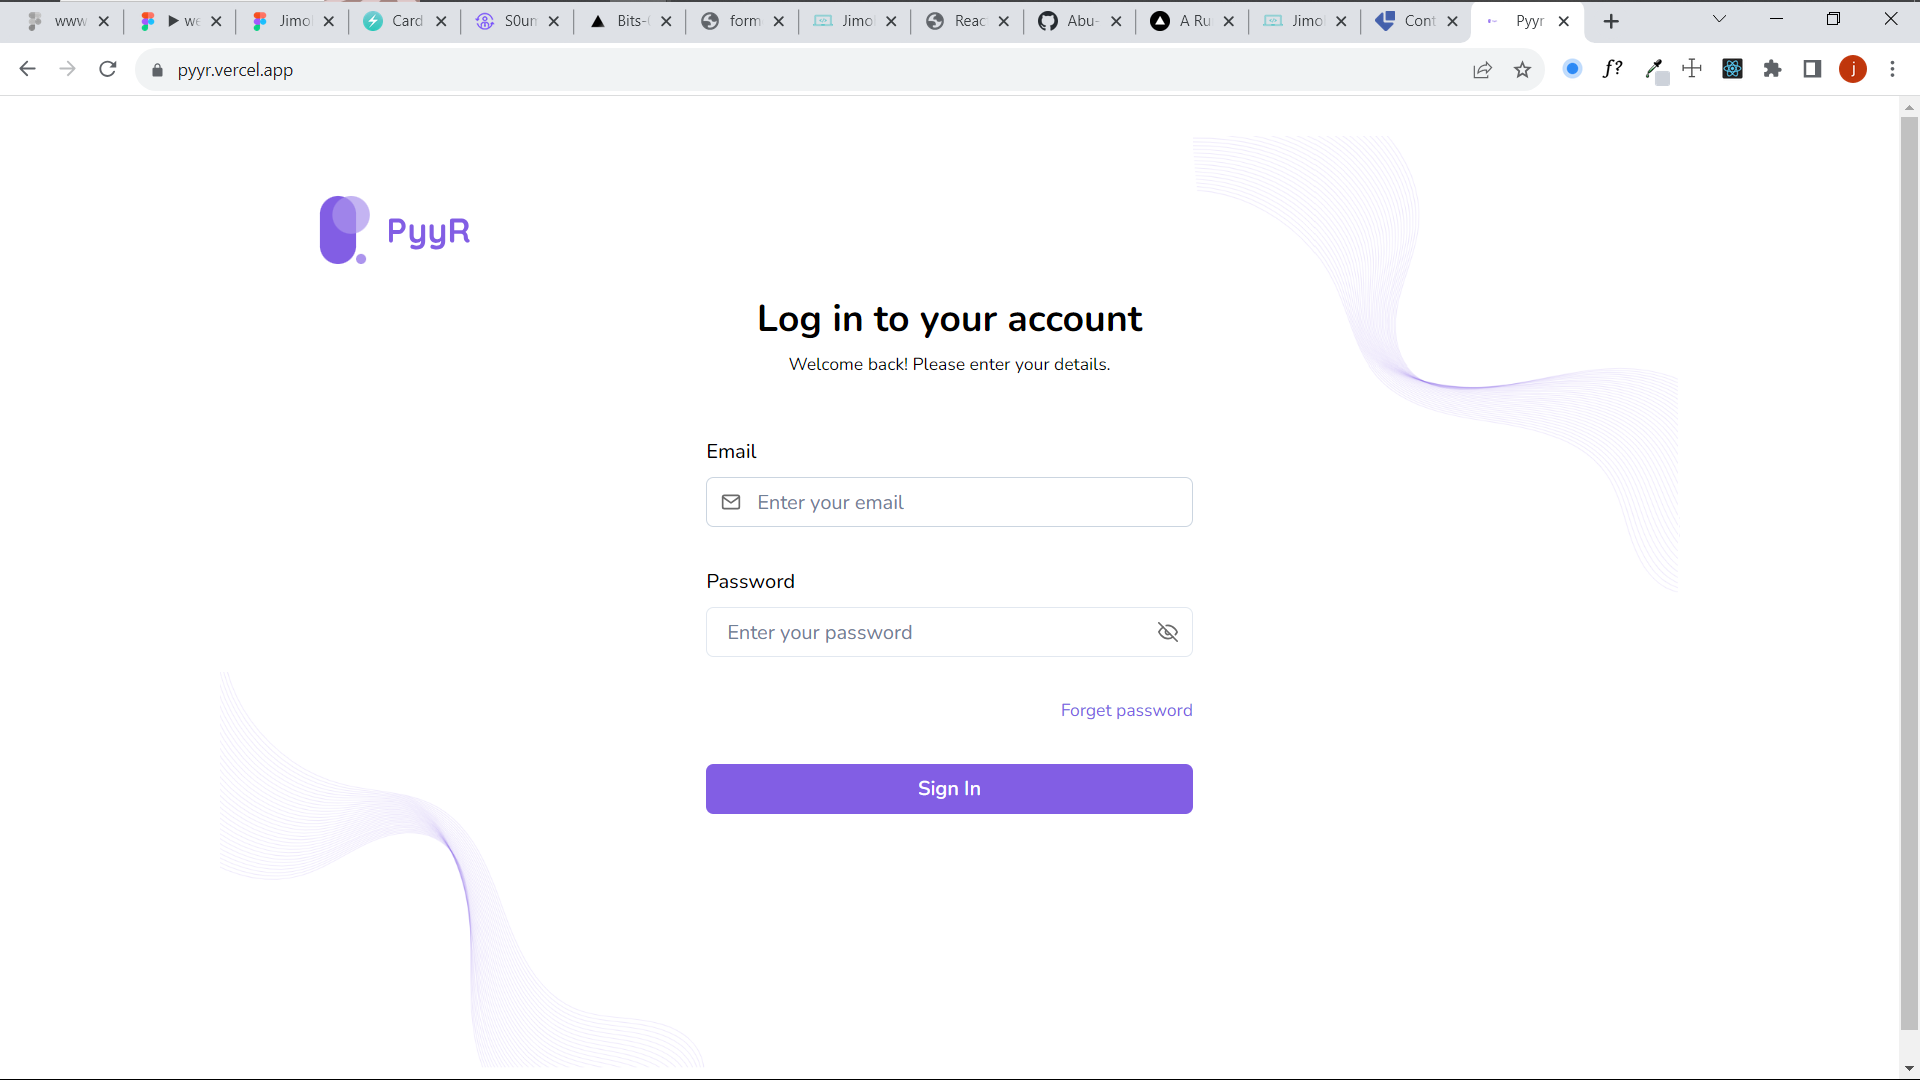 www
we
Jimo
Card
S0un
Bits-
form
Jimo
Reac
Abu-
A Ru
Jimo
Cont
Pyyr
pyyr.vercel.app
f?
j
PyyR
Log in to your account
Welcome back! Please enter your details.
Email
Enter your email
Password
Enter your password
Forget password
Sign In